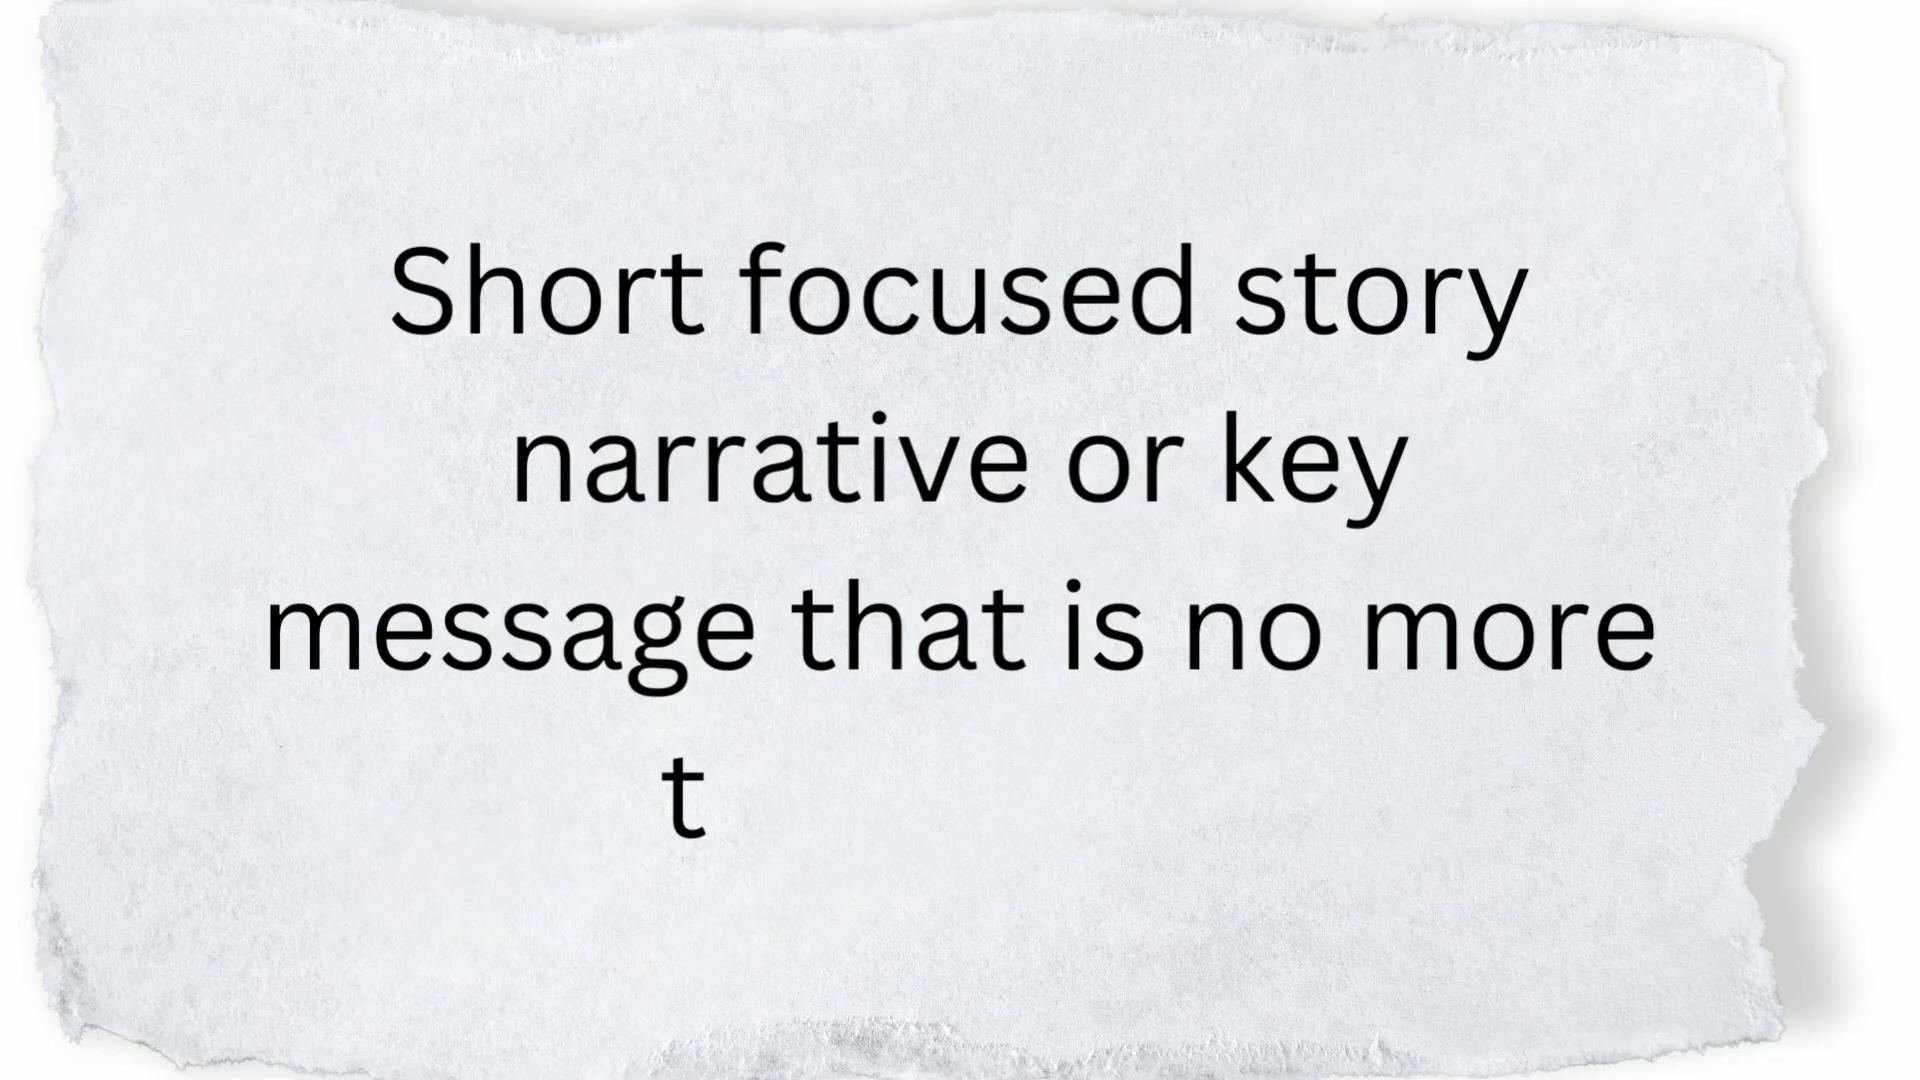 Short focused story
narrative or key
message that is no more
t